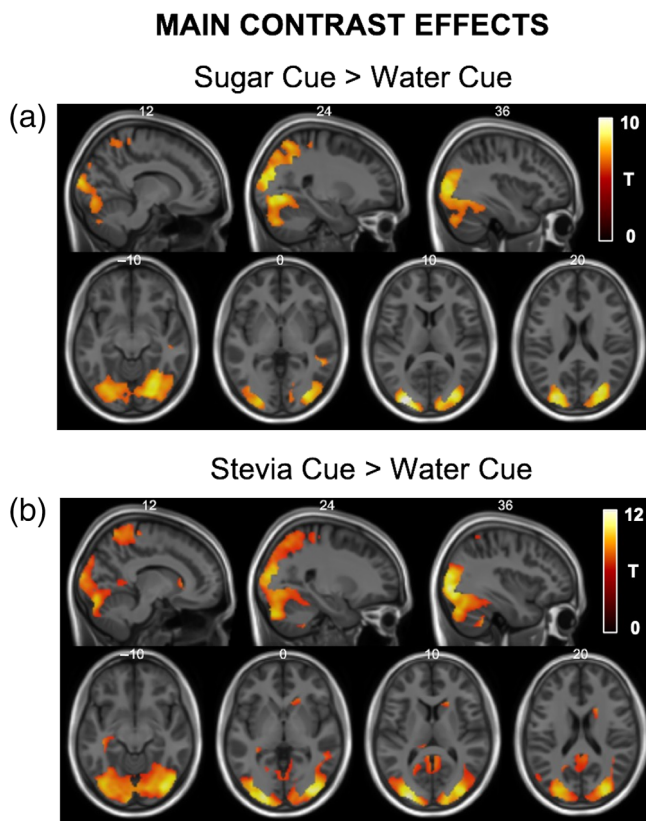 MAIN CONTRAST EFFECTS
Sugar Cue > Water Cue
(a)
12
24
36
10
T
0
–10
0
10
20
Stevia Cue > Water Cue
(b)
12
24
36
12
T
0
–10
0
10
20